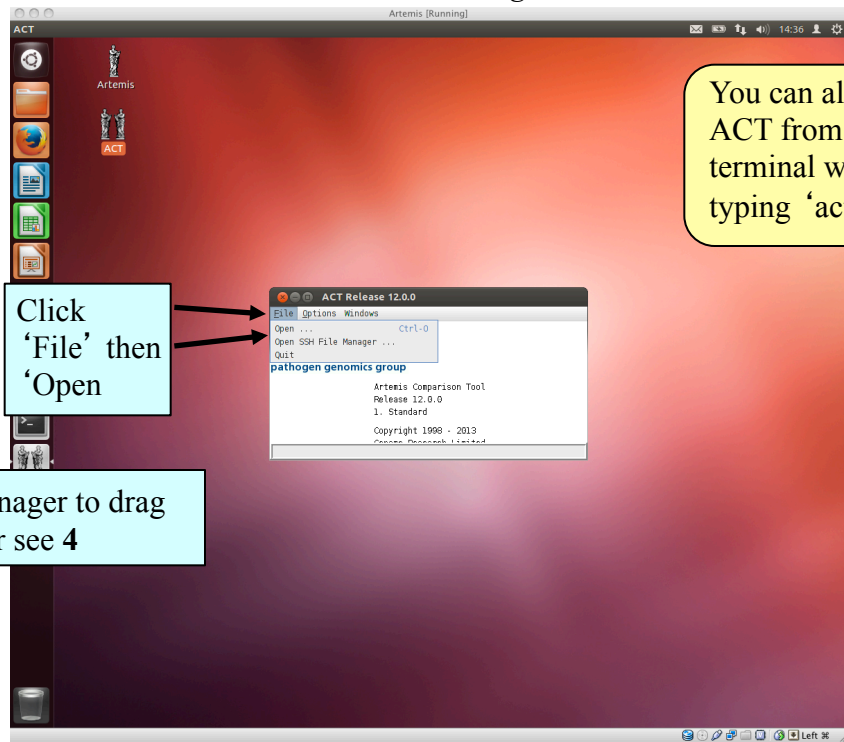 Artemis [Running]
ACT
14:36
Artemis
ACT
You can al
ACT from
terminal w
typing ‘ac
Click
‘File’ then
‘Open
ACT Release 12.0.0
File Options Windows
Open ... Ctrl-O
Open SSH File Manager ...
Quit
pathogen genomics group
Artemis Comparison Tool
Release 12.0.0
1. Standard
Copyright 1998 - 2013
nager to drag
r see 4
Left ⌘